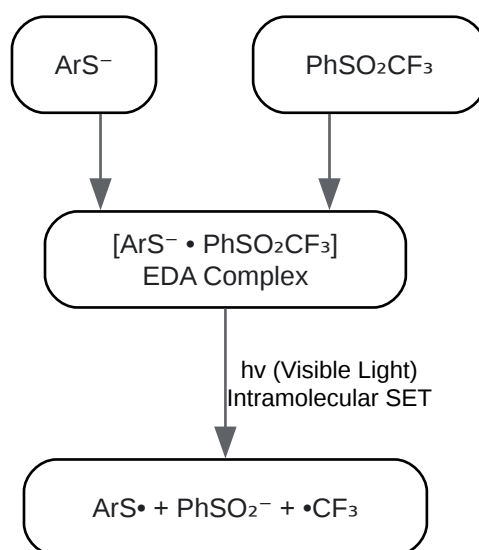 ArS⁻
PhSO₂CF₃
[ArS⁻ • PhSO₂CF₃]
EDA Complex
hv (Visible Light)
Intramolecular SET
ArS• + PhSO₂⁻ + •CF₃